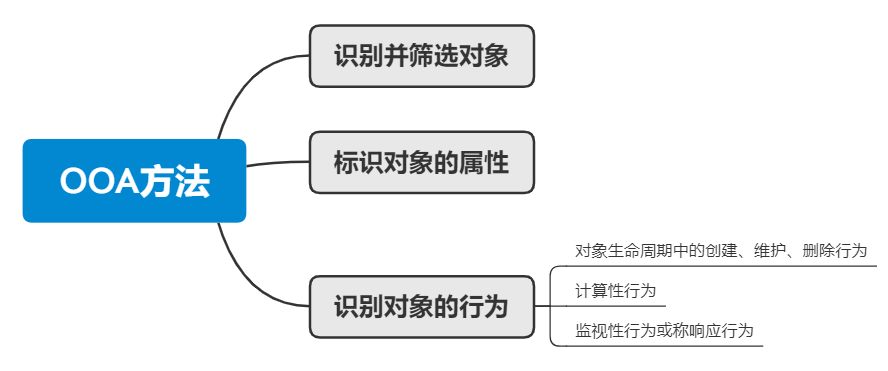 OOA方法
识别并筛选对象
标识对象的属性
识别对象的行为
对象生命周期中的创建、维护、删除行为
计算性行为
监视性行为或称响应行为